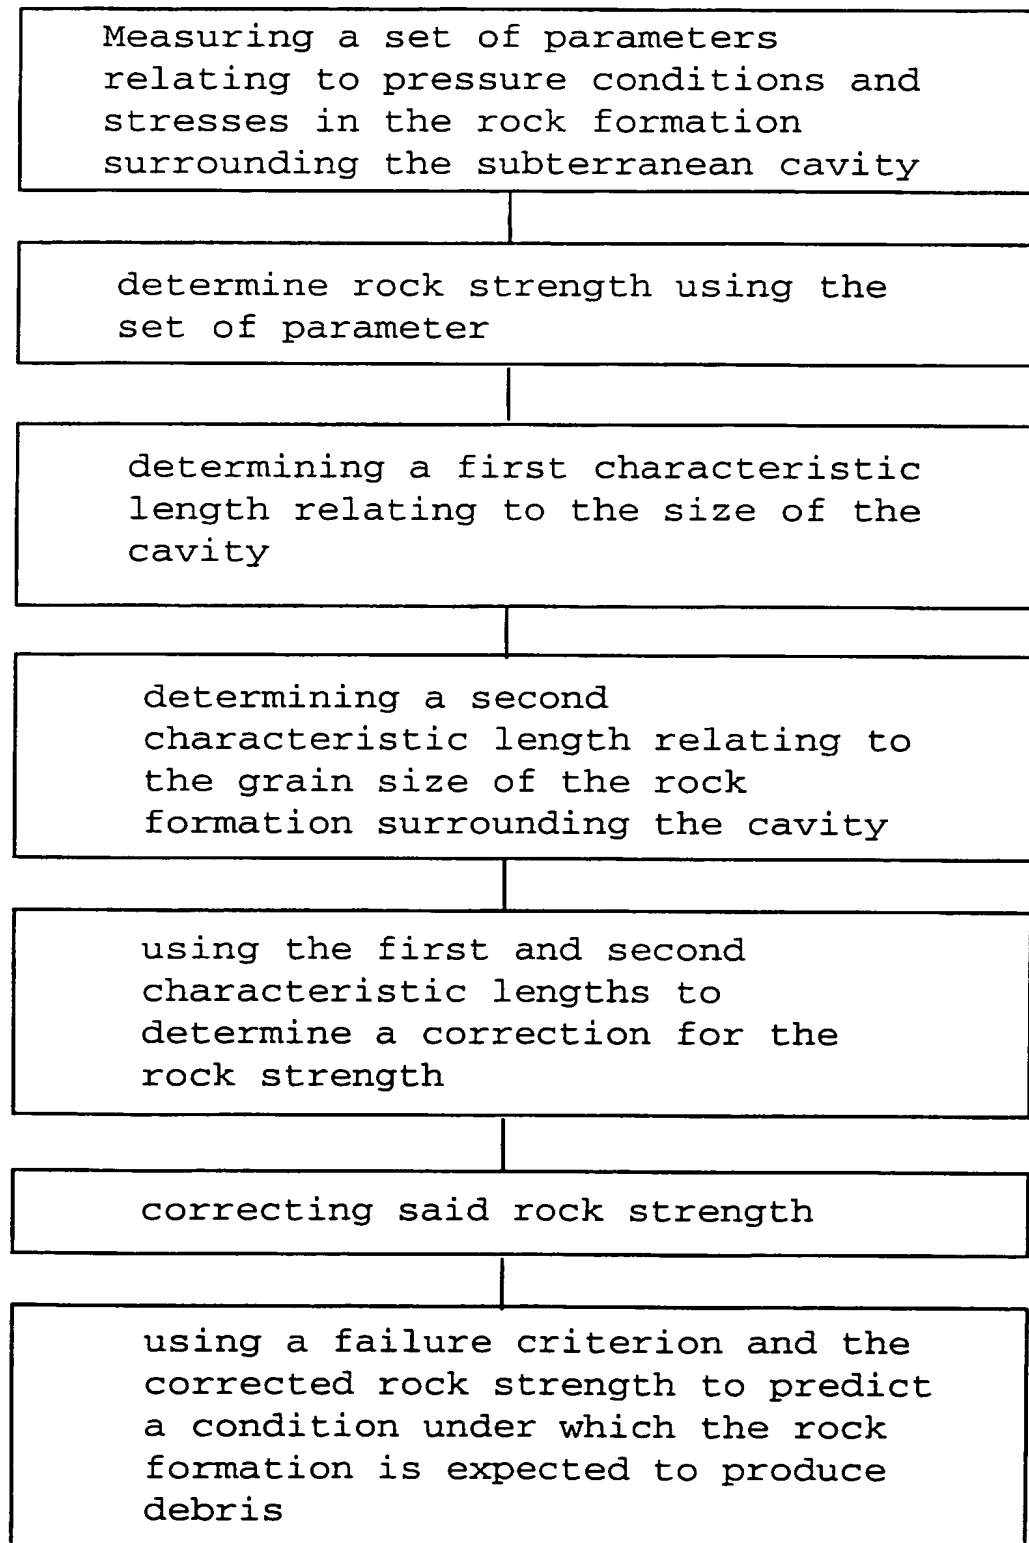 Measuring a set of parameters
relating to pressure conditions and
stresses in the rock formation
surrounding the subterranean cavity
determine rock strength using the
set of parameter
determining a first characteristic
length relating to the size of the
cavity
determining a second
characteristic length relating to
the grain size of the rock
formation surrounding the cavity
using the first and second
characteristic lengths to
determine a correction for the
rock strength
correcting said rock strength
using a failure criterion and the
corrected rock strength to predict
a condition under which the rock
formation is expected to produce
debris